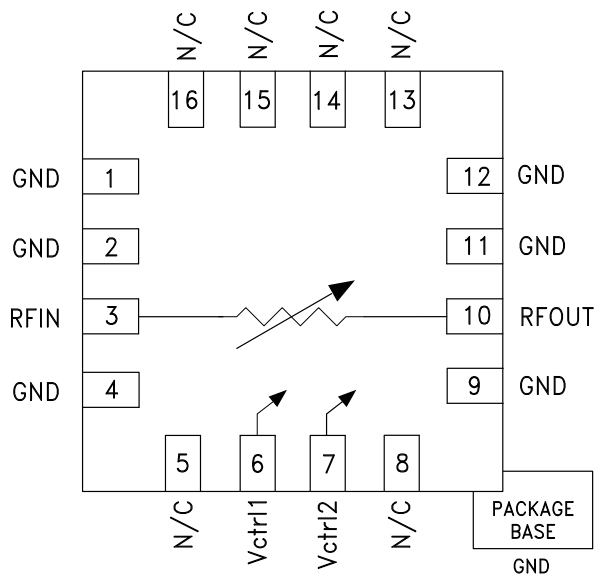 N/C N/C N/C N/C
16 15 14 13
GND 1 12 GND
GND 2 11 GND
RFIN 3 10 RFOUT
GND 4 9 GND
5 6 7 8
N/C Vctrl1 Vctrl2 N/C
PACKAGE
BASE
GND